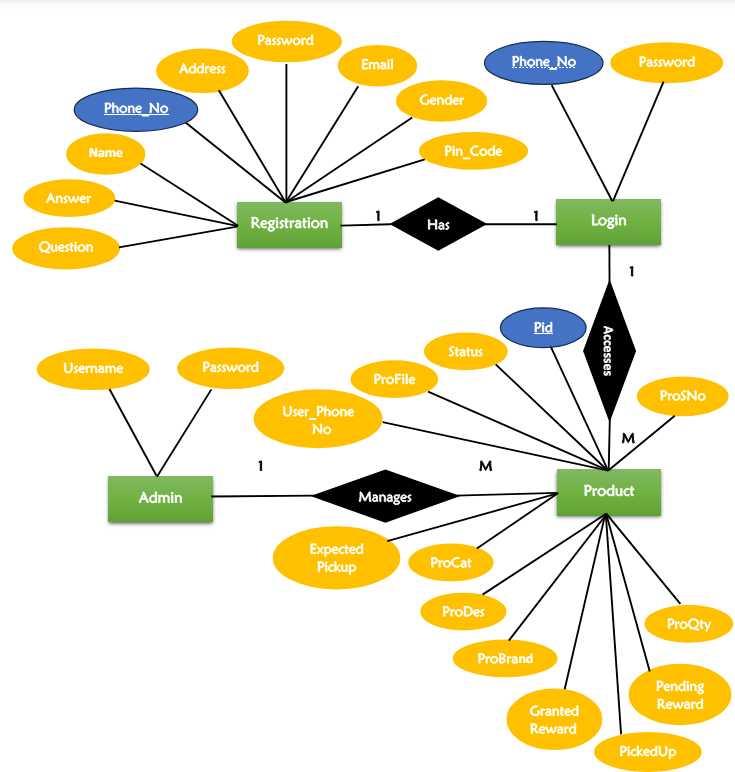 Password
Address
Email
Phone_No
Gender
Name
Pin_Code
Answer
Question
Registration
1
Has
1
Phone_No
Password
Login
1
Accesses
M
Username
Password
Admin
1
Manages
M
Pid
Status
ProFile
User_Phone
No
ProSNo
Product
Expected
Pickup
ProCat
ProDes
ProBrand
Granted
Reward
PickedUp
Pending
Reward
ProQty